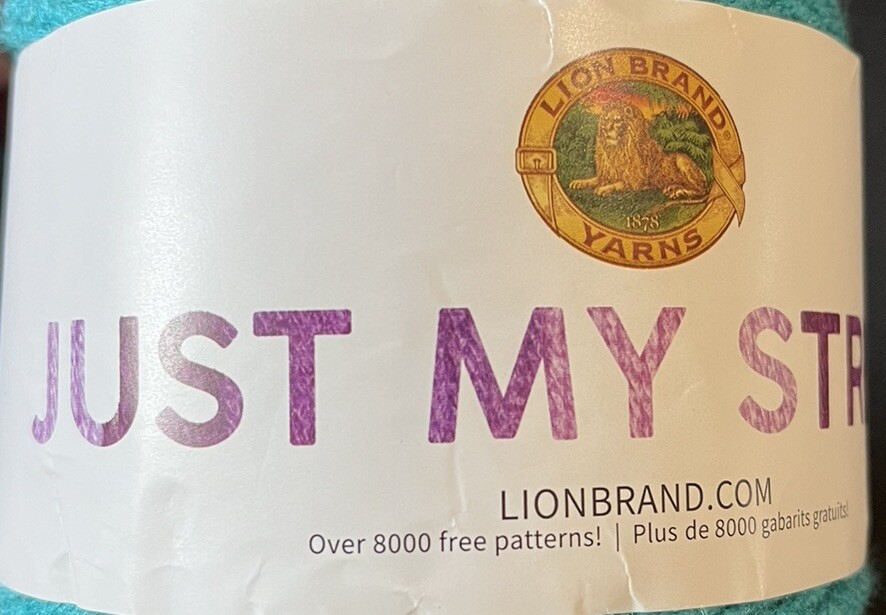 LION BRAND®
1878
YARNS
JUST MY STR
LIONBRAND.COM
Over 8000 free patterns! | Plus de 8000 gabarits gratuits!